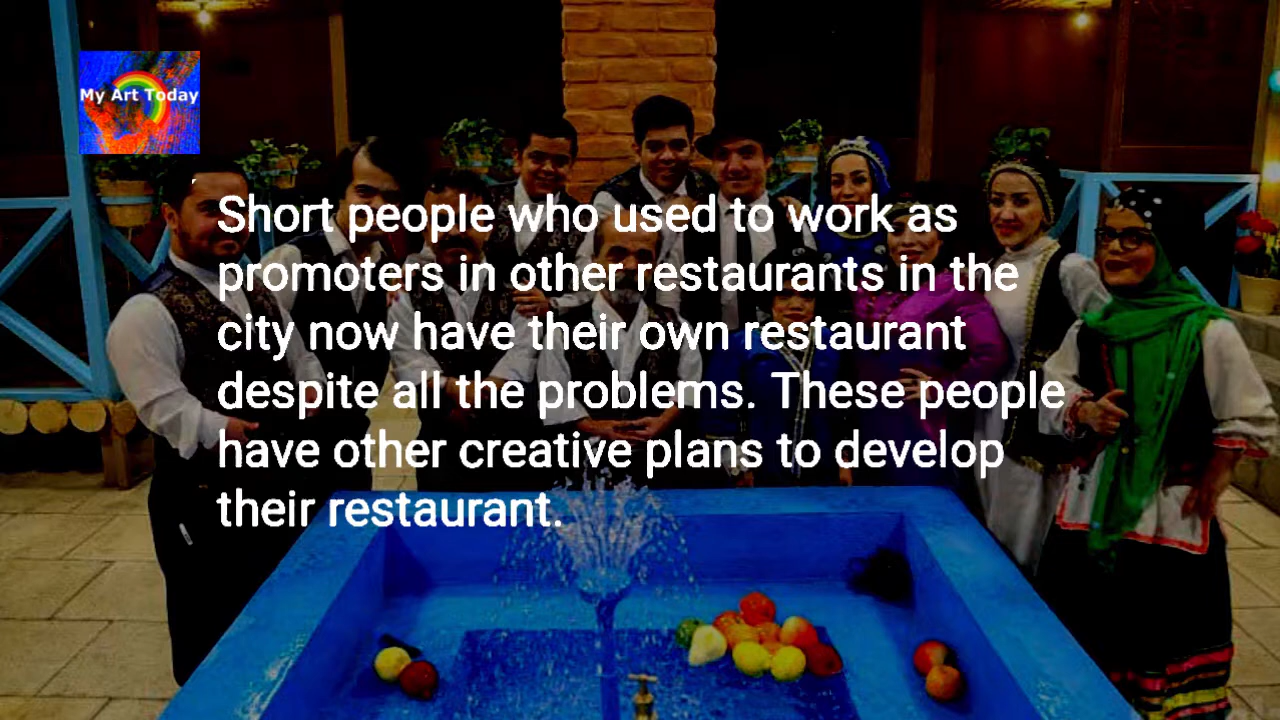 My Art Today
Short people who used to work as
promoters in other restaurants in the
city now have their own restaurant
despite all the problems. These people
have other creative plans to develop
their restaurant.